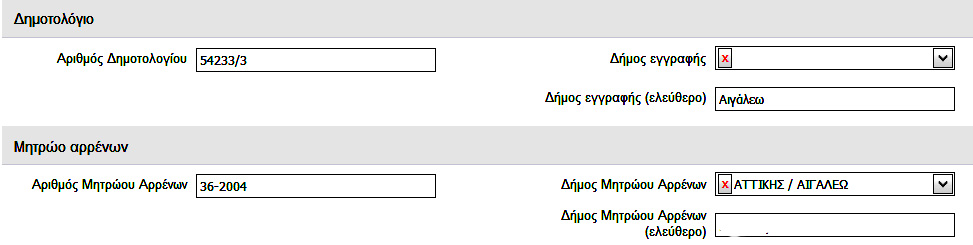 Δημοτολόγιο
Αριθμός Δημοτολογίου 54233/3 Δήμος εγγραφής x
Δήμος εγγραφής (ελεύθερο) Αιγάλεω
Μητρώο αρρένων
Αριθμός Μητρώου Αρρένων 36-2004 Δήμος Μητρώου Αρρένων x ΑΤΤΙΚΗΣ / ΑΙΓΑΛΕΩ
Δήμος Μητρώου Αρρένων
(ελεύθερο)